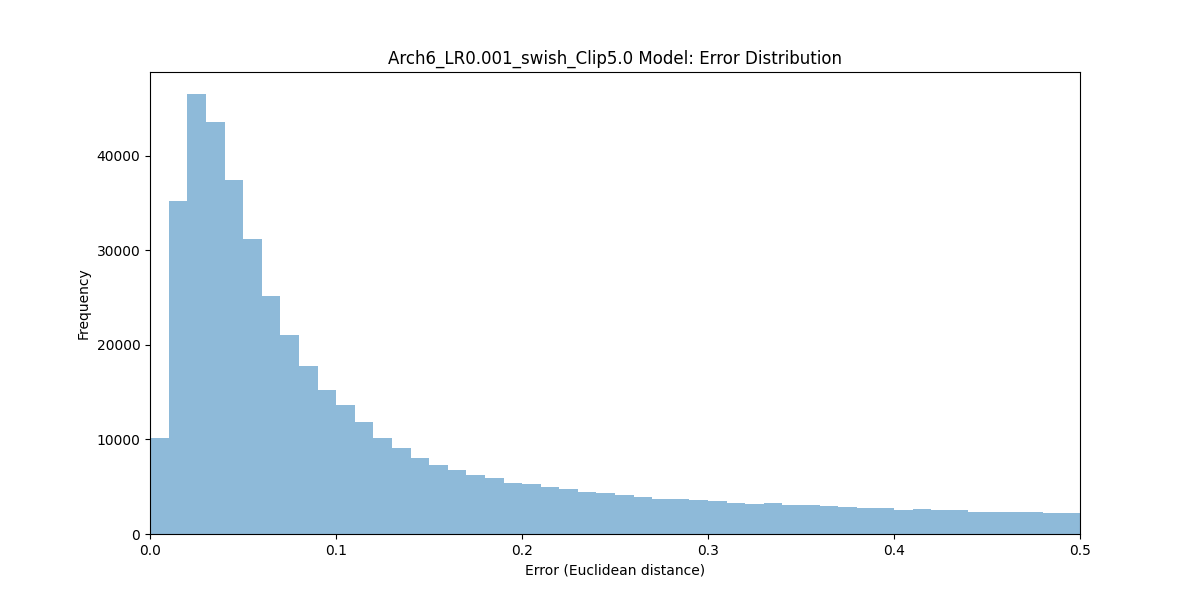 Arch6_LR0.001_swish_Clip5.0 Model: Error Distribution
40000
30000
20000
10000
0
Frequency
0.0 0.1 0.2 0.3 0.4 0.5
Error (Euclidean distance)